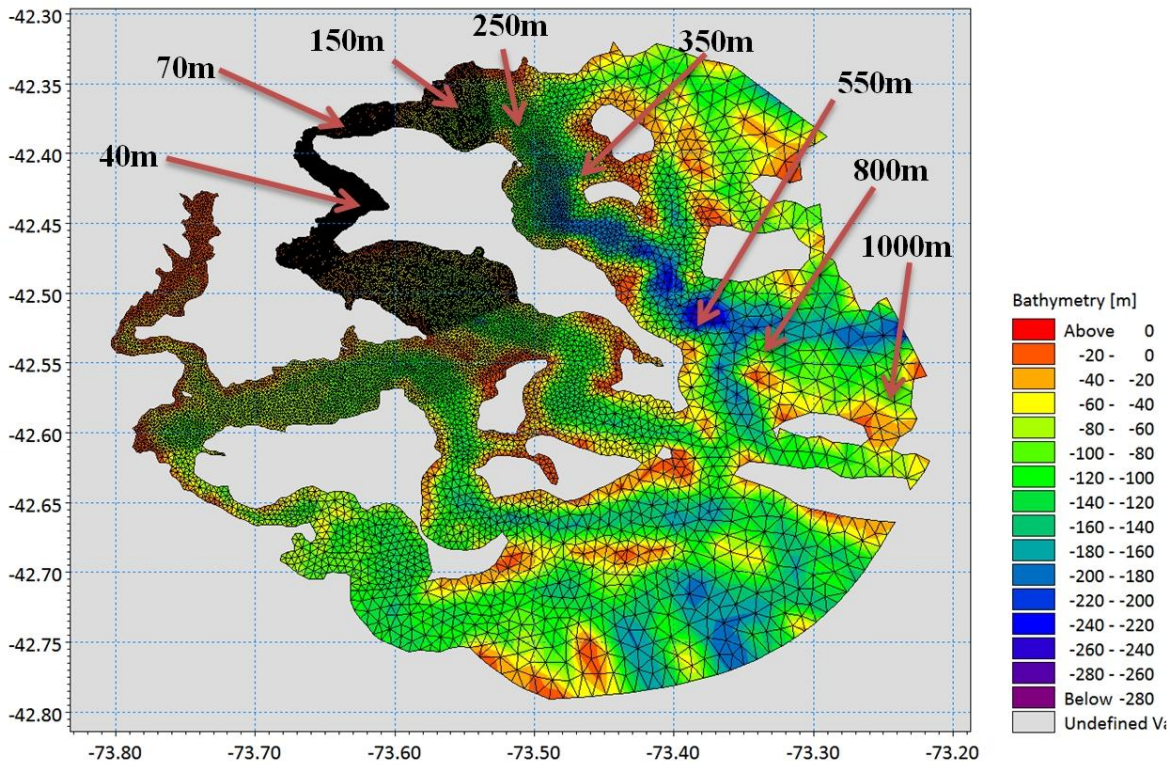 -42.30
-42.35
-42.40
-42.45
-42.50
-42.55
-42.60
-42.65
-42.70
-42.75
-42.80
-73.80
-73.70
-73.60
-73.50
-73.40
-73.30
-73.20
40m
70m
150m
250m
350m
550m
800m
1000m
Bathymetry [m]
Above 0
-20 - 0
-40 - -20
-60 - -40
-80 - -60
-100 - -80
-120 - -100
-140 - -120
-160 - -140
-180 - -160
-200 - -180
-220 - -200
-240 - -220
-260 - -240
-280 - -260
Below -280
Undefined Va